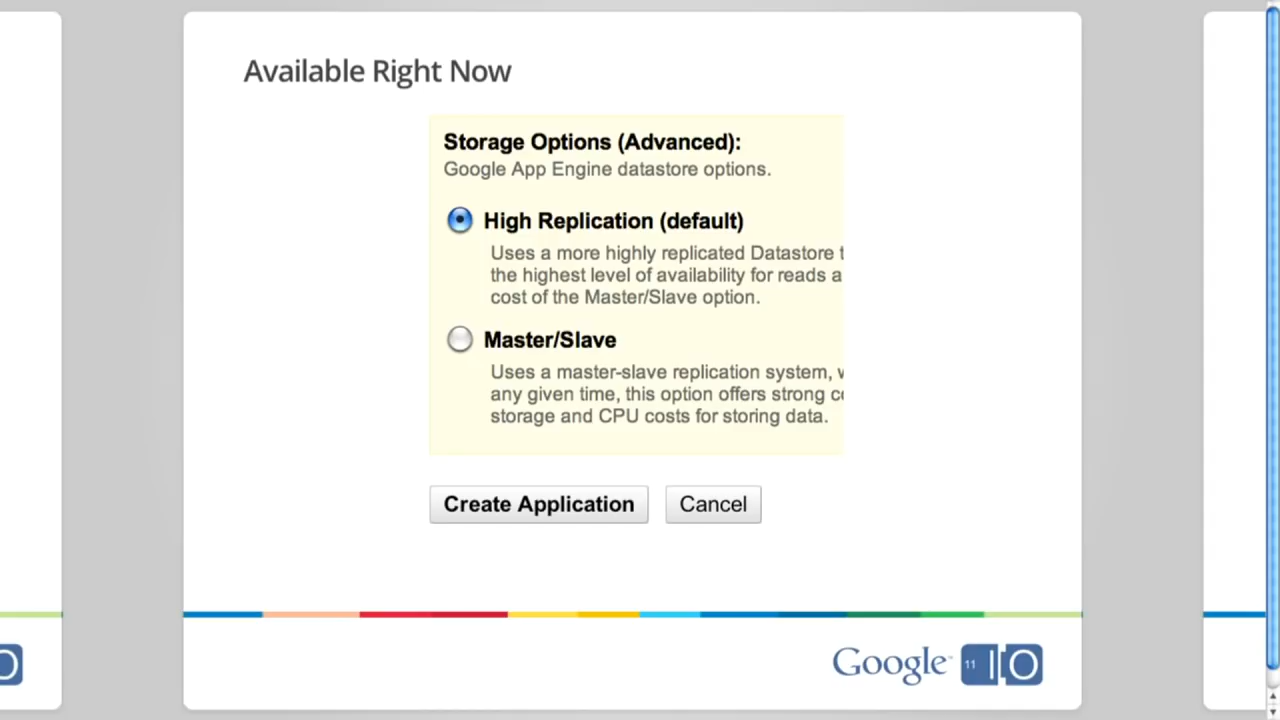 Available Right Now
Storage Options (Advanced):
Google App Engine datastore options.
High Replication (default)
Uses a more highly replicated Datastore
the highest level of availability for reads a
cost of the Master/Slave option.
Master/Slave
Uses a master-slave replication system,
any given time, this option offers strong
storage and CPU costs for storing data.
Create Application
Cancel
Google 11 IO